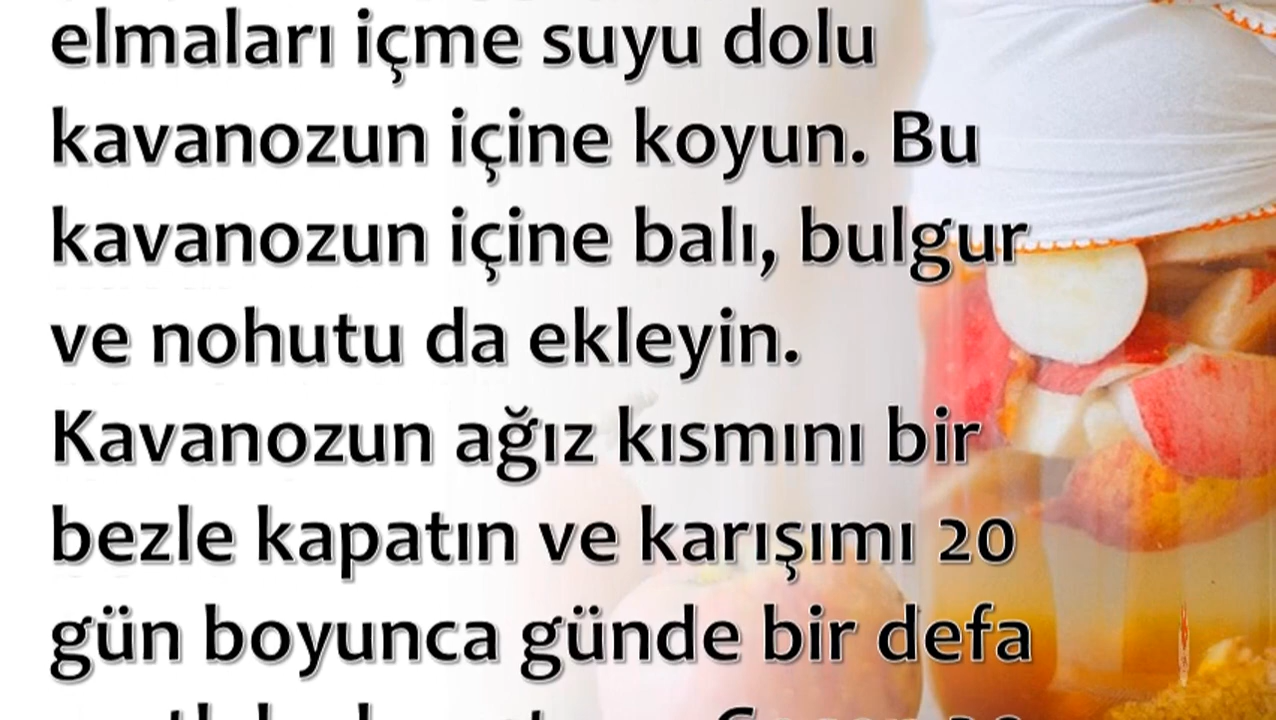 elmaları içme suyu dolu
kavanozun içine koyun. Bu
kavanozun içine balı, bulgur
ve nohutu da ekleyin.
Kavanozun ağız kısmını bir
bezle kapatın ve karışımı 20
gün boyunca günde bir defa